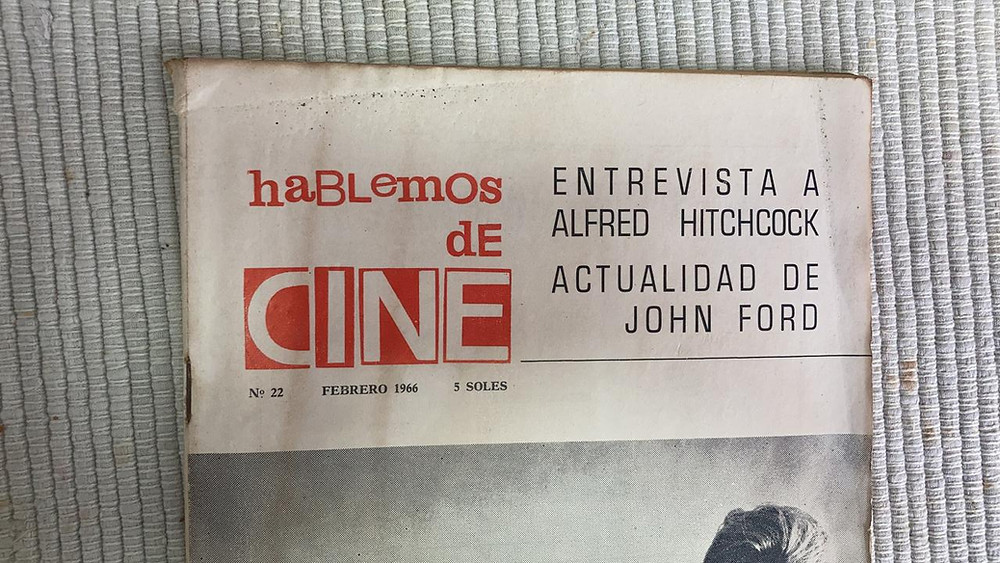 haBLemos
dE
CINE
Nº 22 FEBRERO 1966 5 SOLES
ENTREVISTA A
ALFRED HITCHCOCK
ACTUALIDAD DE
JOHN FORD